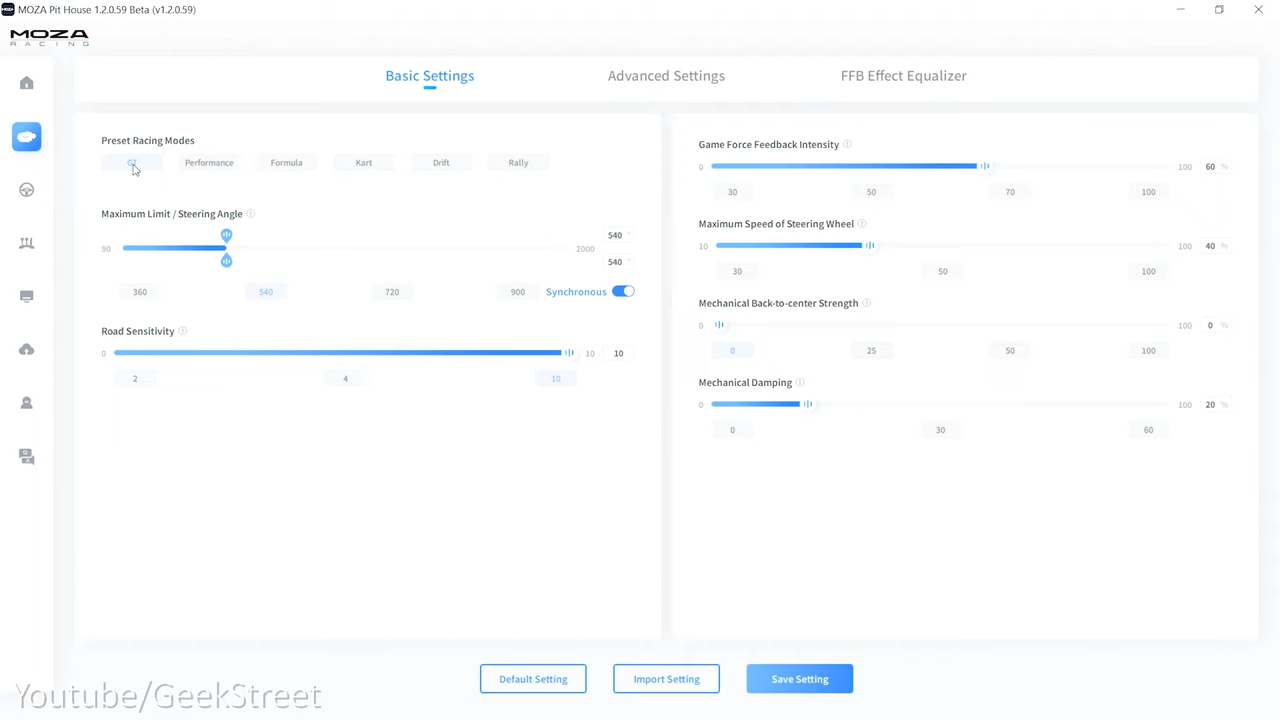 MOZA Pit House 1.2.0.59 Beta (v1.2.0.59)
MOZA
RACING
Basic Settings
Advanced Settings
FFB Effect Equalizer
Preset Racing Modes
Performance
Formula
Kart
Drift
Rally
Maximum Limit / Steering Angle
90
2000
540 °
540 °
360
540
720
900
Synchronous
Road Sensitivity
0
10
10
2
4
10
Game Force Feedback Intensity
0
100
60 %
30
50
70
100
Maximum Speed of Steering Wheel
10
100
40 %
30
50
100
Mechanical Back-to-center Strength
0
100
0 %
0
25
50
100
Mechanical Damping
0
100
20 %
0
30
60
Default Setting
Import Setting
Save Setting
Youtube/GeekStreet